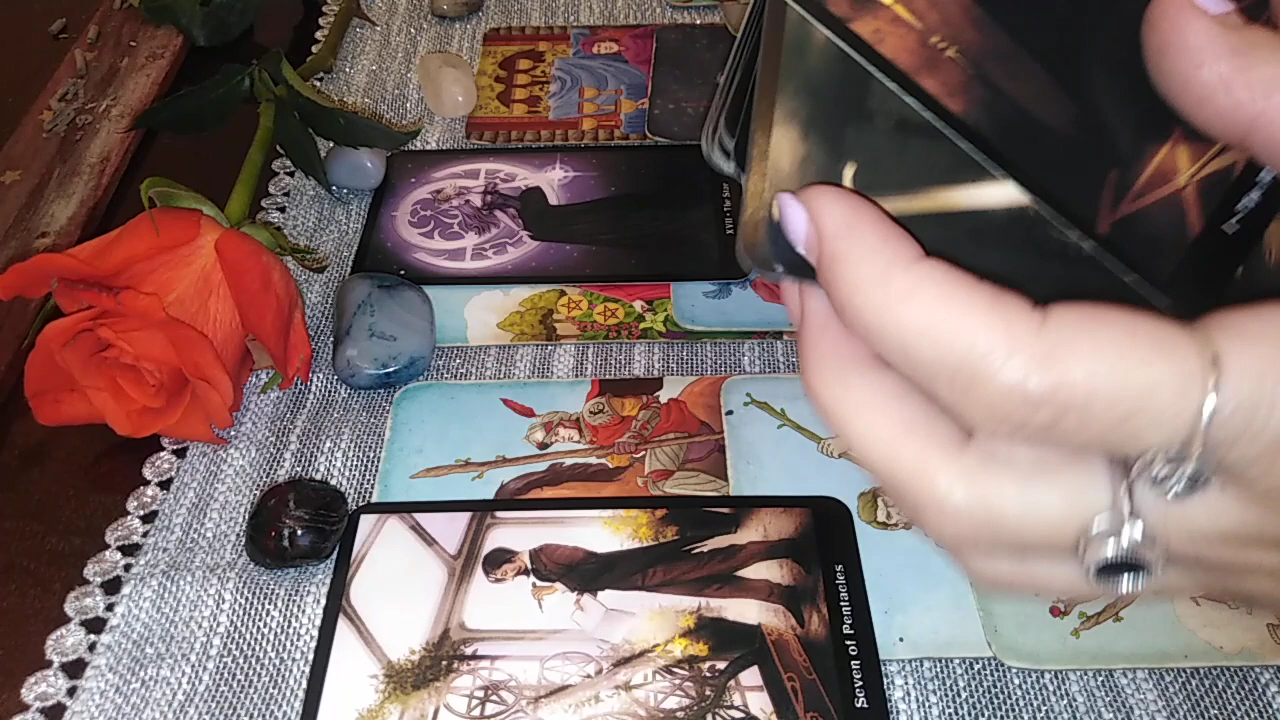 XVII • The Star
Seven of Pentacles